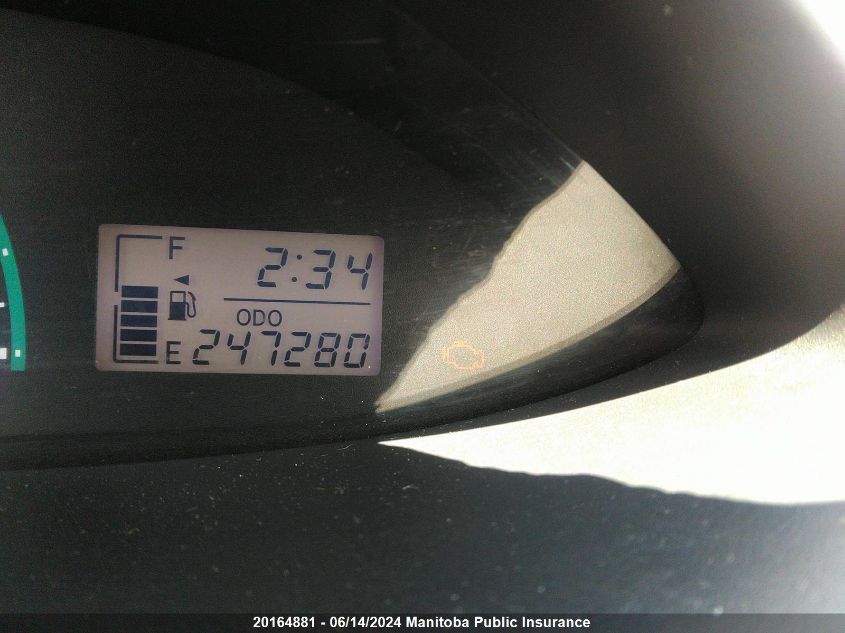 F
2:34
ODO
E 247280
20164881 - 06/14/2024 Manitoba Public Insurance